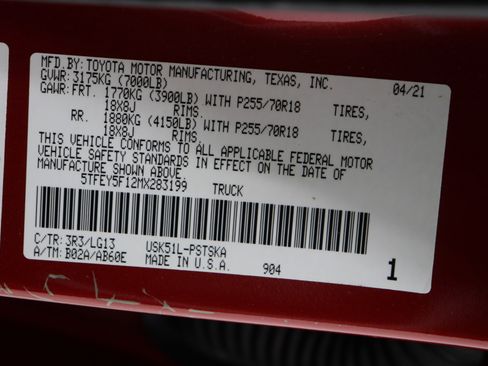 MFD.BY: TOYOTA MOTOR MANUFACTURING, TEXAS, INC. 04/21
GVWR: 3175KG (7000LB)
GAWR: FRT. 1770KG (3900LB) WITH P255/70R18 TIRES,
18X8J RIMS.
RR. 1880KG (4150LB) WITH P255/70R18 TIRES,
18X8J RIMS.
THIS VEHICLE CONFORMS TO ALL APPLICABLE FEDERAL MOTOR
VEHICLE SAFETY STANDARDS IN EFFECT ON THE DATE OF
MANUFACTURE SHOWN ABOVE.
5TFEY5F12MX283199 TRUCK
C/TR: 3R3/LG13 USK51L-PSTSKA
A/TM: B02A/AB60E MADE IN U.S.A. 904 1